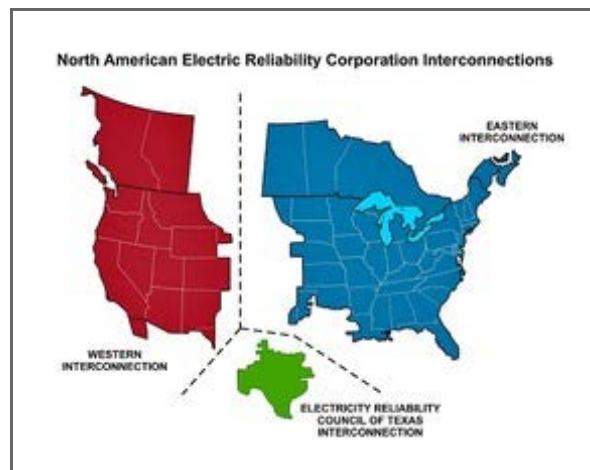 North American Electric Reliability Corporation Interconnections
EASTERN
INTERCONNECTION
WESTERN
INTERCONNECTION
ELECTRICITY RELIABILITY
COUNCIL OF TEXAS
INTERCONNECTION